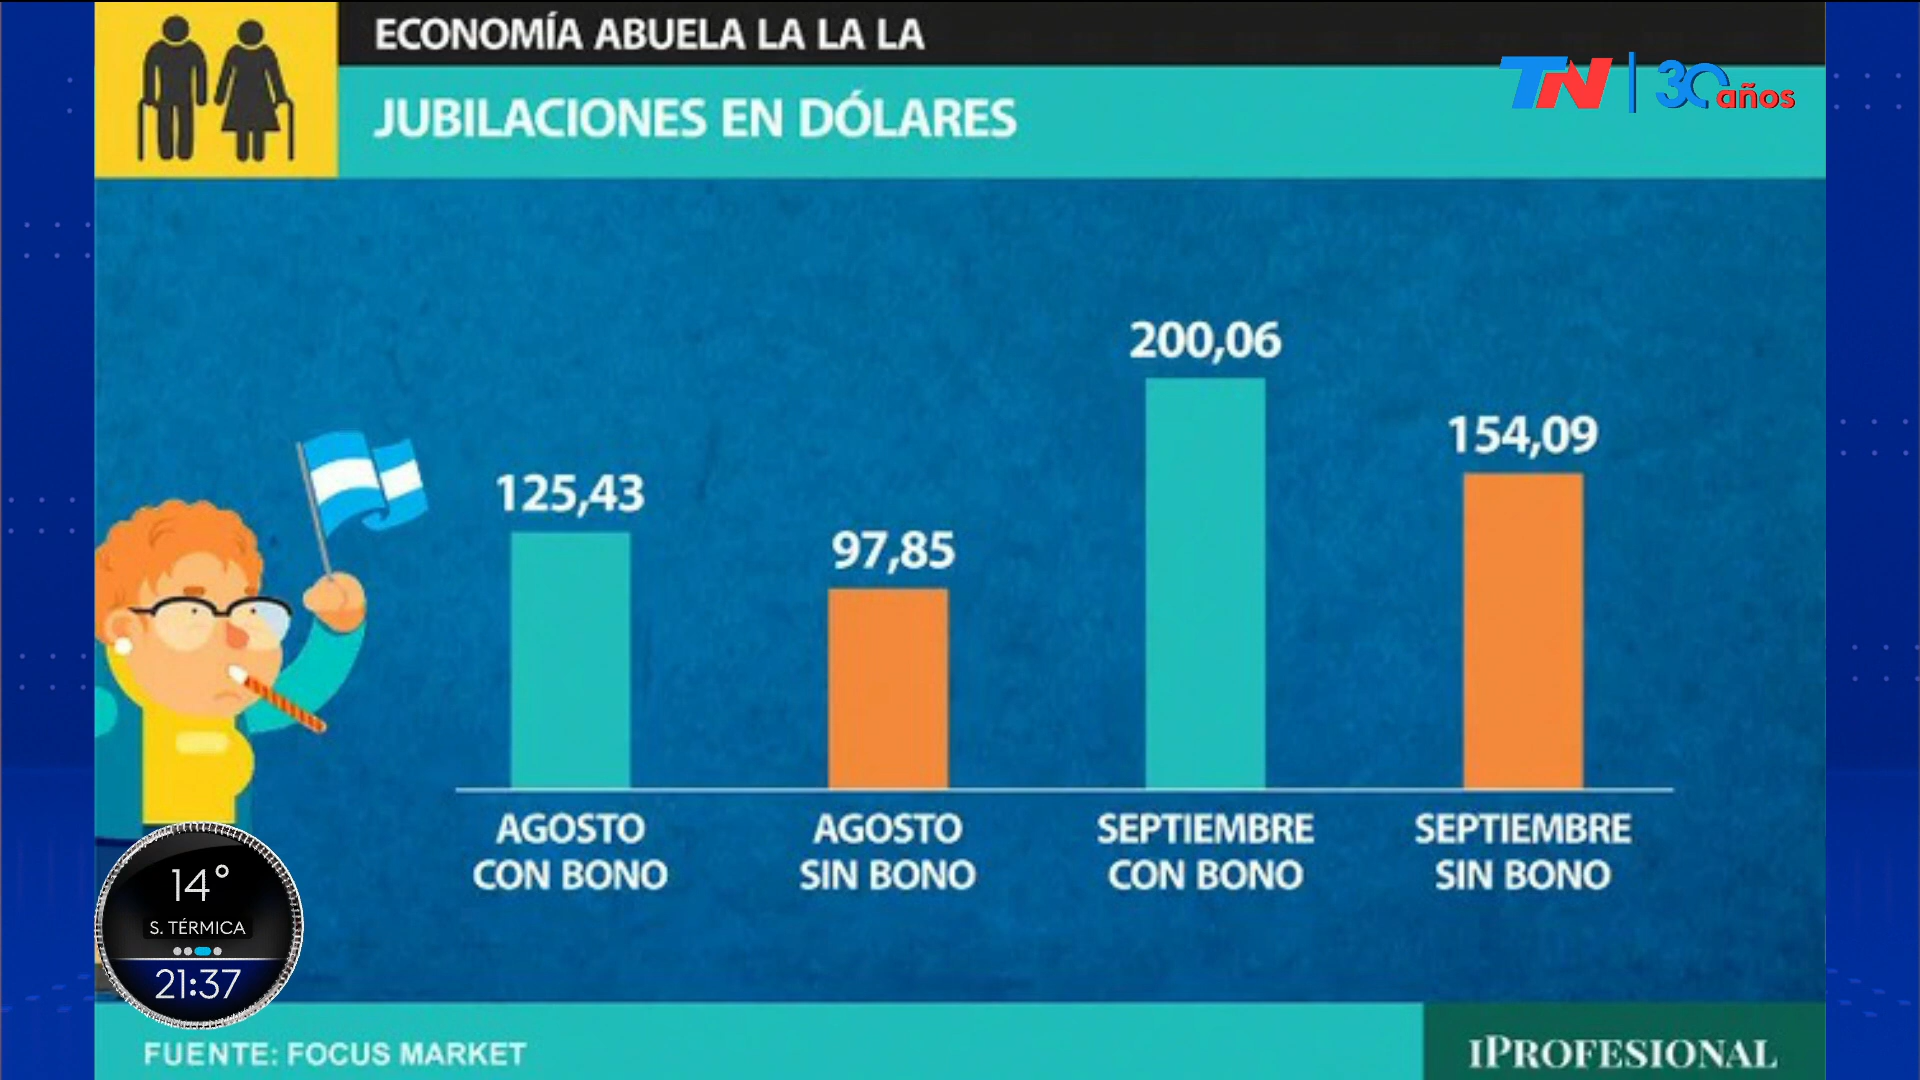 ECONOMÍA ABUELA LA LA LA
JUBILACIONES EN DÓLARES
TN | 30 años
200,06
154,09
125,43
97,85
AGOSTO
CON BONO
AGOSTO
SIN BONO
SEPTIEMBRE
CON BONO
SEPTIEMBRE
SIN BONO
14°
S. TÉRMICA
21:37
FUENTE: FOCUS MARKET
iPROFESIONAL